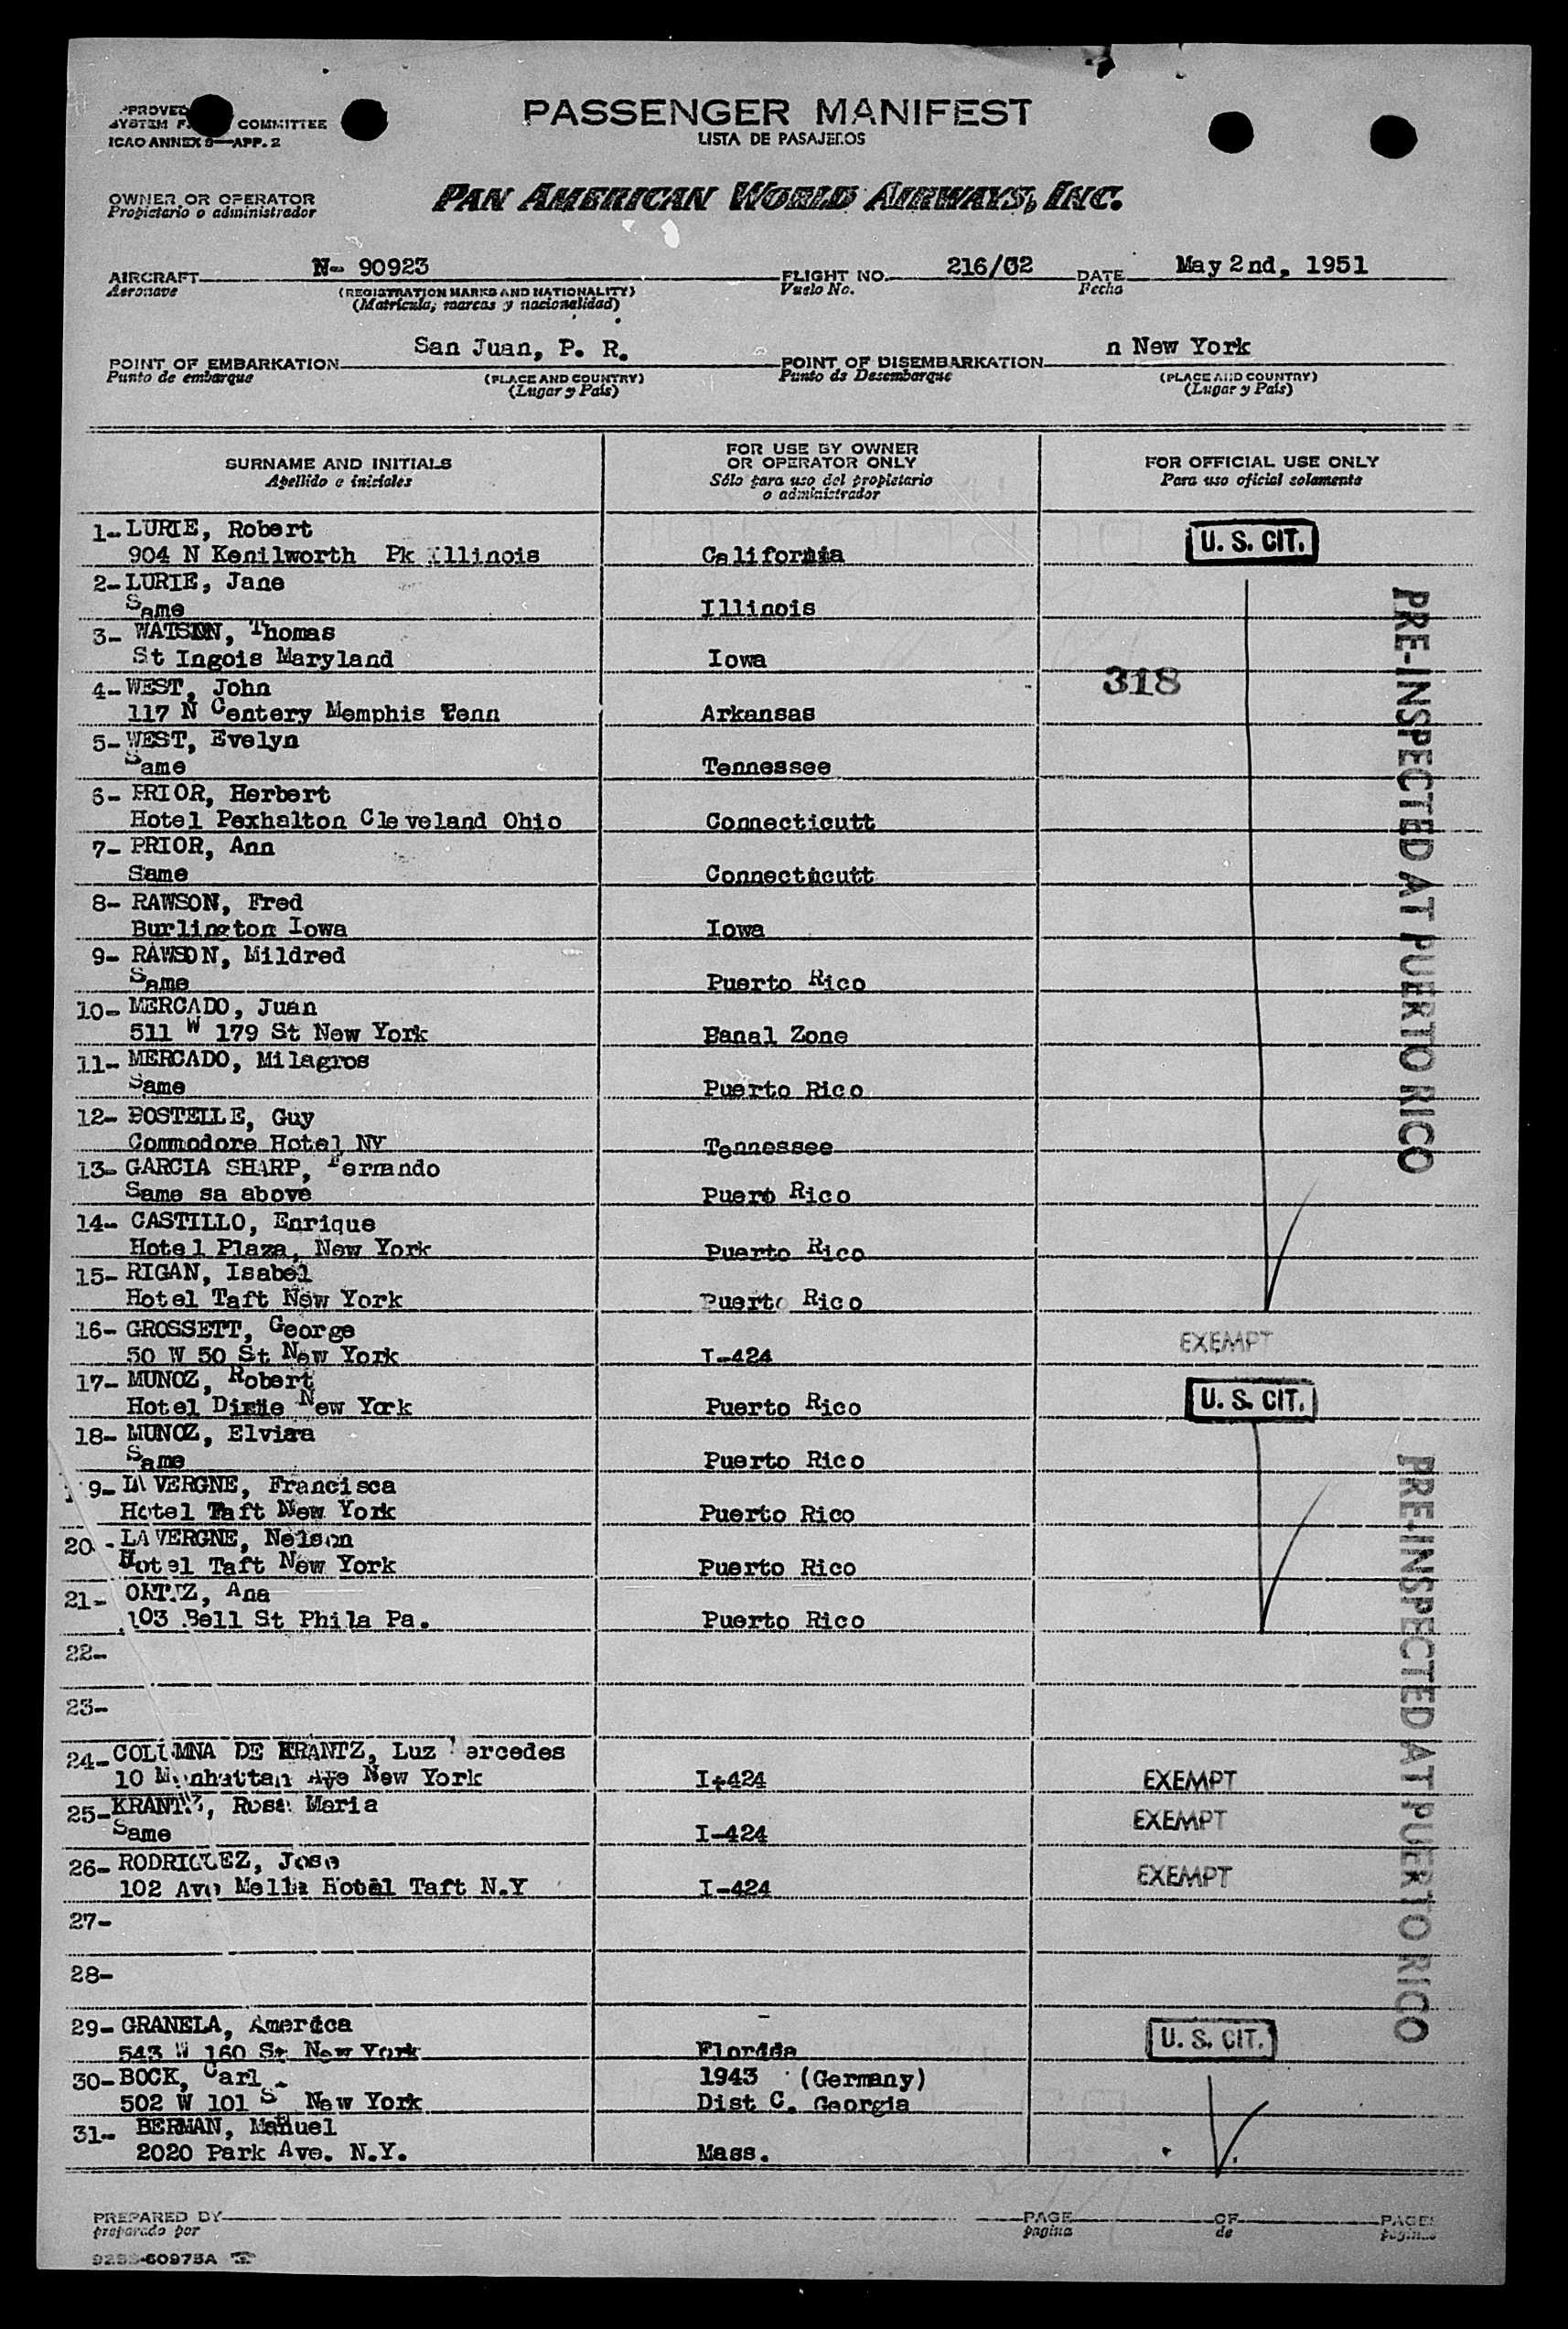 PASSENGER MANIFEST
LISTA DE PASAJEROS
SYSTEM COMMITTEE
ICAO ANNEX 9—APP. 2
OWNER OR OPERATOR
Propietario o administrador
PAN AMERICAN WORLD AIRWAYS, INC.
AIRCRAFT N- 90923 FLIGHT NO. 216/02 DATE May 2nd, 1951
Aeronave (REGISTRATION MARKS AND NATIONALITY) Vuelo No. Fecha
(Matricula; marcas y nacionalidad)
POINT OF EMBARKATION San Juan, P. R. POINT OF DISEMBARKATION n New York
Punto de embarque (PLACE AND COUNTRY) Punto de Desembarque (PLACE AND COUNTRY)
(Lugar y Pais) (Lugar y Pais)
SURNAME AND INITIALS FOR USE BY OWNER OR OPERATOR ONLY FOR OFFICIAL USE ONLY
Apellido e iniciales Sólo para uso del propietario o administrador Para uso oficial solamente
1- LURIE, Robert
904 N Kenilworth Pk Illinois California U. S. CIT.
2- LURIE, Jane
Same Illinois
3- WATSON, Thomas
St Ingois Maryland Iowa
4- WEST, John 318
117 N Centery Memphis Tenn Arkansas
5- WEST, Evelyn
Same Tennessee
6- PRIOR, Herbert
Hotel Pexhalton Cleveland Ohio Connecticutt
7- PRIOR, Ann
Same Connecticutt
8- RAWSON, Fred
Burlington Iowa Iowa
9- RAWSON, Mildred
Same Puerto Rico
10- MERCADO, Juan
511 W 179 St New York Banal Zone
11- MERCADO, Milagros
Same Puerto Rico
12- BOSTELLE, Guy
Commodore Hotel NY Tennessee
13- GARCIA SHARP, Fernando
Same sa above Puero Rico
14- CASTILLO, Enrique
Hotel Plaza, New York Puerto Rico
15- RIGAN, Isabel
Hotel Taft New York Puerto Rico
16- GROSSETT, George EXEMPT
50 W 50 St New York I-424
17- MUNOZ, Robert U. S. CIT.
Hotel Dixie New York Puerto Rico
18- MUNOZ, Elvira
Same Puerto Rico
19- LA VERGNE, Francisca
Hotel Taft New York Puerto Rico
20- LA VERGNE, Nelson
Hotel Taft New York Puerto Rico
21- ORTIZ, Ana
103 Bell St Phila Pa. Puerto Rico
22-
23-
24- COLUMNA DE KRANTZ, Luz Mercedes
10 Manhattan Ave New York I-424 EXEMPT
25- KRANTZ, Rosa Maria EXEMPT
Same I-424
26- RODRIGUEZ, Jose EXEMPT
102 Ave Mella Hotel Taft N.Y I-424
27-
28-
29- GRANELA, America U. S. CIT.
543 W 160 St New York Florida
30- BOCK, Carl 1943 (Germany)
502 W 101 S New York Dist C. Georgia
31- BERMAN, Manuel
2020 Park Ave. N.Y. Mass.
PRE-INSPECTED AT PUERTO RICO
PRE-INSPECTED AT PUERTO RICO
PREPARED BY PAGE OF PAGES
preparado por pagina de paginas